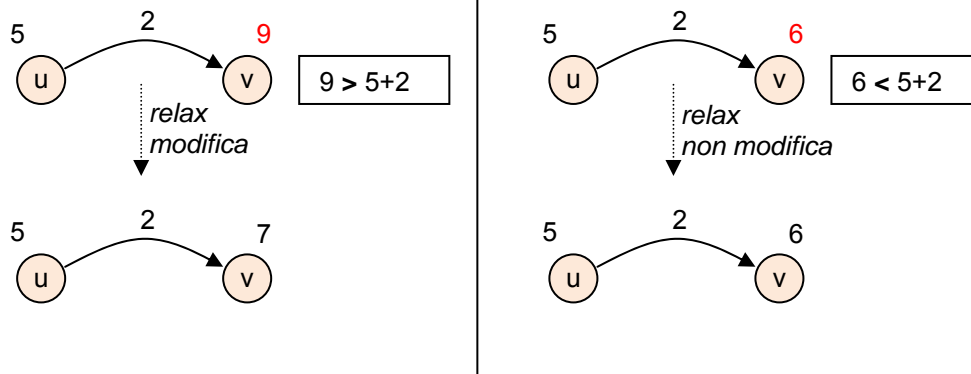 5 2 9
u v 9 > 5+2
relax
modifica
5 2 7
u v
5 2 6
u v 6 < 5+2
relax
non modifica
5 2 6
u v